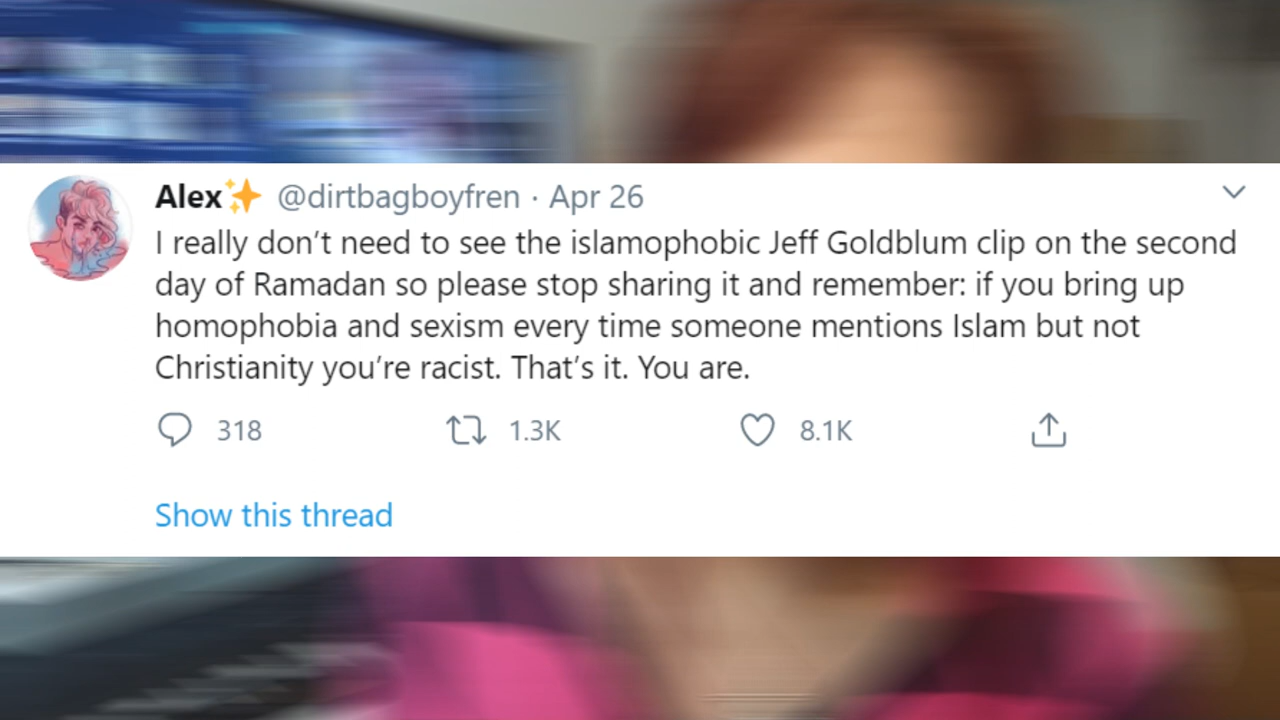 Alex✨ @dirtbagboyfren · Apr 26
I really don’t need to see the islamophobic Jeff Goldblum clip on the second
day of Ramadan so please stop sharing it and remember: if you bring up
homophobia and sexism every time someone mentions Islam but not
Christianity you’re racist. That’s it. You are.
318 1.3K 8.1K
Show this thread